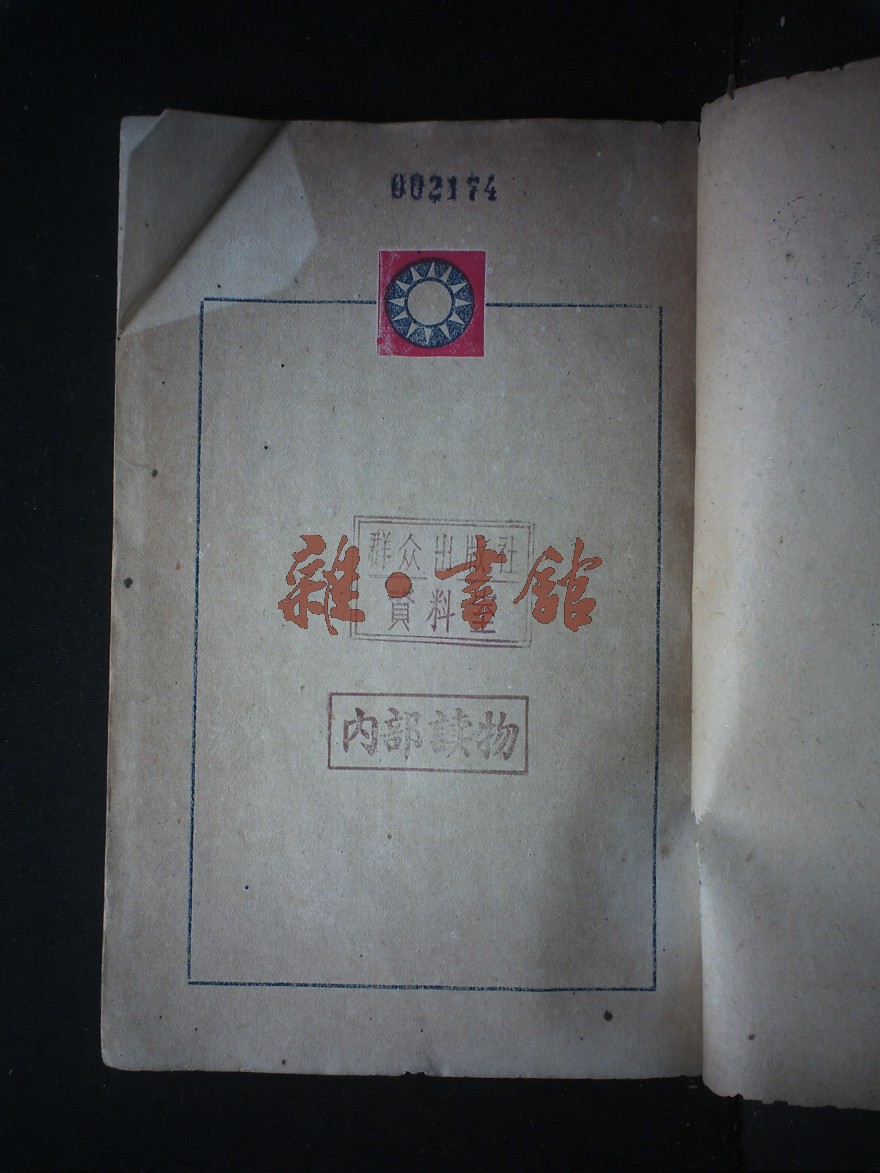 002174
群众出版社
資料室
雜·書館
内部读物